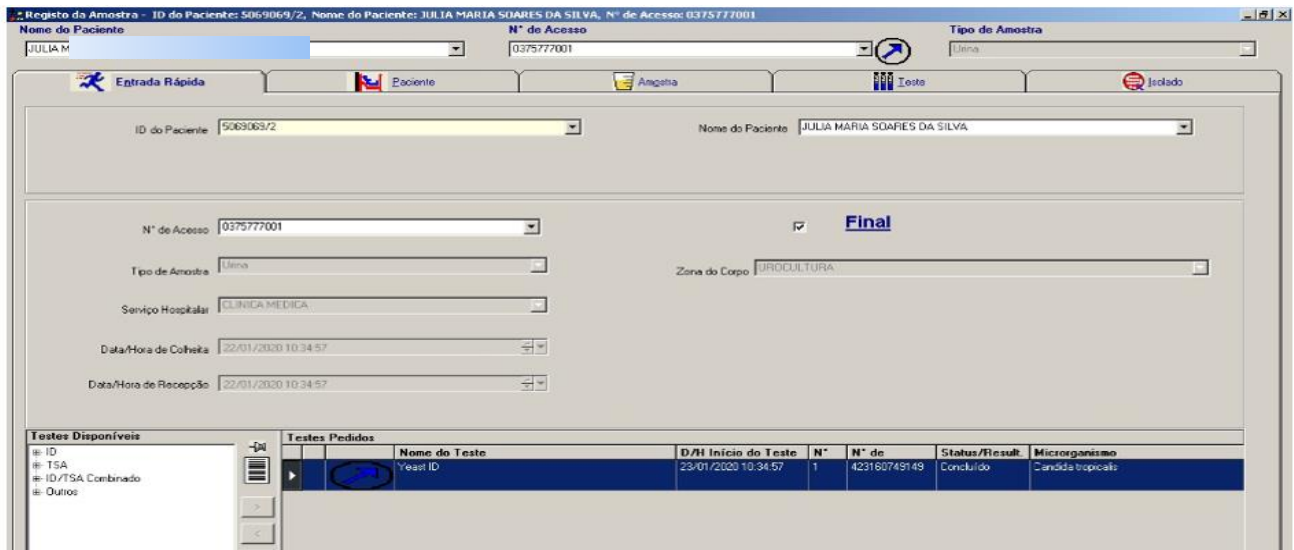 Registo da Amostra - ID do Paciente: 5069069/2, Nome do Paciente: JULIA MARIA SOARES DA SILVA, N° de Acesso: 0375777001
Nome do Paciente N° de Acesso Tipo de Amostra
JULIA M 0375777001 Urina
Entrada Rápida Paciente Amostra Teste Isolado
ID do Paciente 5069069/2 Nome do Paciente JULIA MARIA SOARES DA SILVA
N° de Acesso 0375777001 Final
Tipo de Amostra Urina Zona do Corpo UROCULTURA
Serviço Hospitalar CLINICA MEDICA
Data/Hora de Colheita 22/01/2020 10:34:57
Data/Hora de Recepção 22/01/2020 10:34:57
Testes Disponíveis Testes Pedidos
ID
TSA
ID/TSA Combinado
Outros
Nome do Teste D/H Início do Teste N° N° de Status/Result. Microrganismo
Yeast ID 23/01/2020 10:34:57 1 423160749149 Concluído Candida tropicalis
>
<